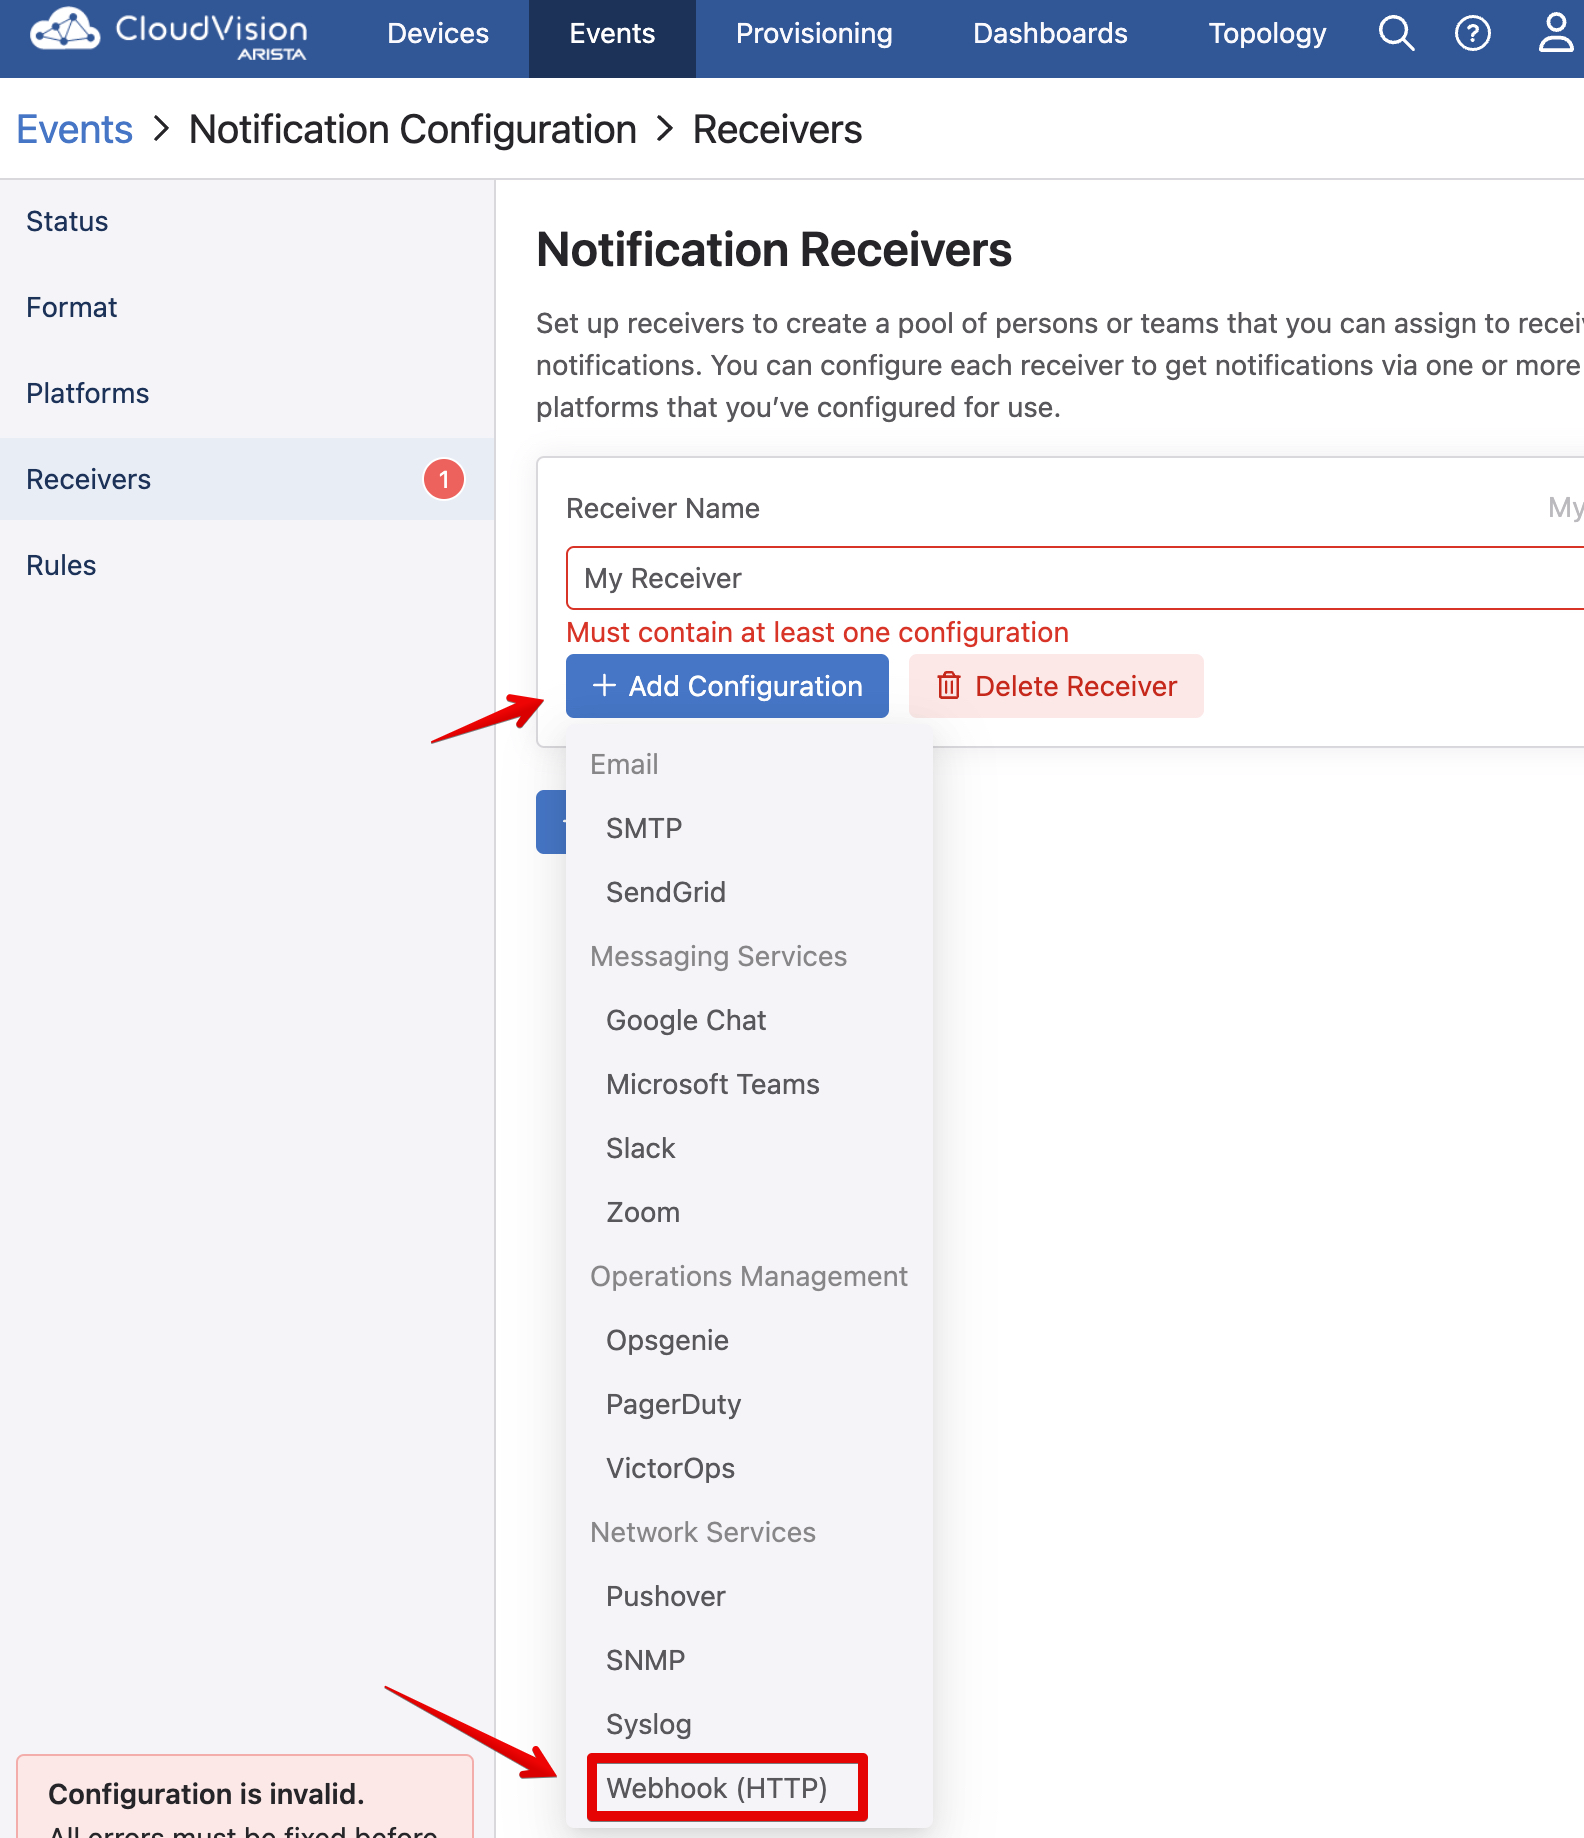 CloudVision
ARISTA
Devices
Events
Provisioning
Dashboards
Topology
Events > Notification Configuration > Receivers
Status
Format
Platforms
Receivers
1
Rules
Notification Receivers
Set up receivers to create a pool of persons or teams that you can assign to
notifications. You can configure each receiver to get notifications via one or more
platforms that you’ve configured for use.
Receiver Name
My
My Receiver
Must contain at least one configuration
+ Add Configuration
Delete Receiver
Email
SMTP
SendGrid
Messaging Services
Google Chat
Microsoft Teams
Slack
Zoom
Operations Management
Opsgenie
PagerDuty
VictorOps
Network Services
Pushover
SNMP
Syslog
Webhook (HTTP)
Configuration is invalid.
All errors must be fixed before